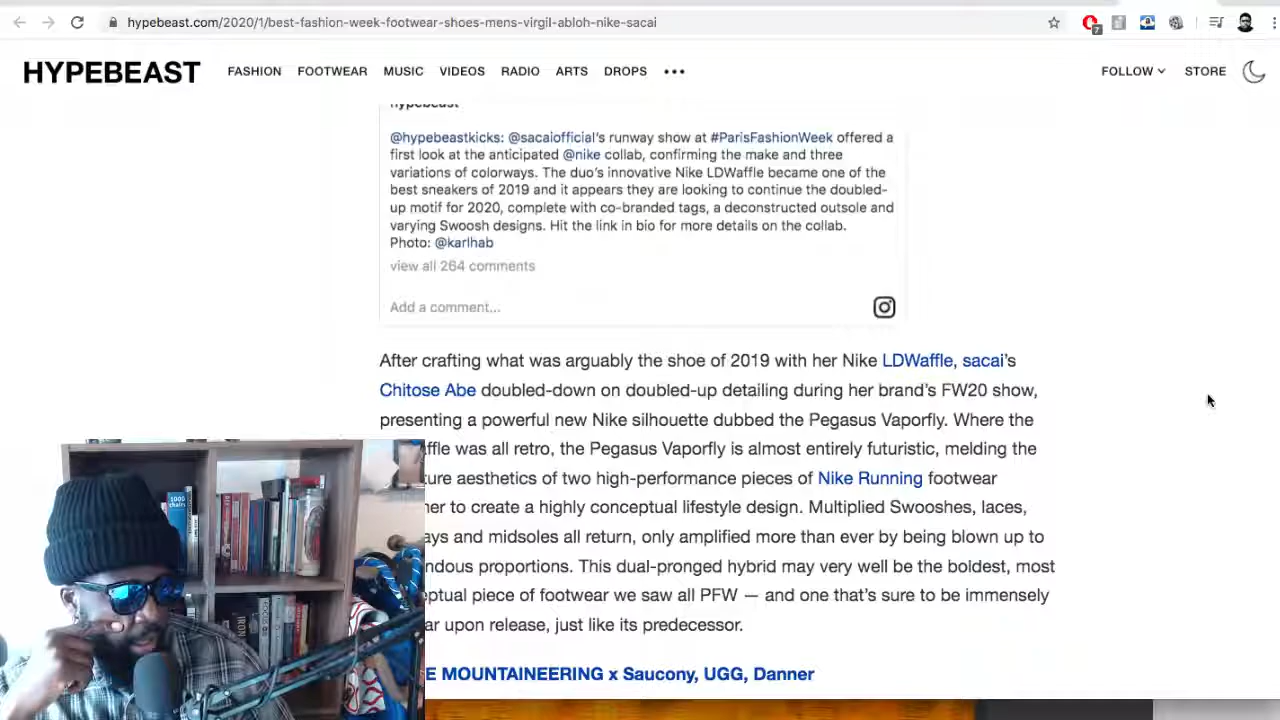 hypebeast.com/2020/1/best-fashion-week-footwear-shoes-mens-virgil-abloh-nike-sacai
7
HYPEBEAST FASHION FOOTWEAR MUSIC VIDEOS RADIO ARTS DROPS ••• FOLLOW STORE
hypebeast
@hypebeastkicks: @sacaiofficial's runway show at #ParisFashionWeek offered a
first look at the anticipated @nike collab, confirming the make and three
variations of colorways. The duo's innovative Nike LDWaffle became one of the
best sneakers of 2019 and it appears they are looking to continue the doubled-
up motif for 2020, complete with co-branded tags, a deconstructed outsole and
varying Swoosh designs. Hit the link in bio for more details on the collab.
Photo: @karlhab
view all 264 comments
Add a comment...
After crafting what was arguably the shoe of 2019 with her Nike LDWaffle, sacai's
Chitose Abe doubled-down on doubled-up detailing during her brand's FW20 show,
presenting a powerful new Nike silhouette dubbed the Pegasus Vaporfly. Where the
ffle was all retro, the Pegasus Vaporfly is almost entirely futuristic, melding the
ure aesthetics of two high-performance pieces of Nike Running footwear
her to create a highly conceptual lifestyle design. Multiplied Swooshes, laces,
ays and midsoles all return, only amplified more than ever by being blown up to
ndous proportions. This dual-pronged hybrid may very well be the boldest, most
eptual piece of footwear we saw all PFW — and one that's sure to be immensely
ar upon release, just like its predecessor.
E MOUNTAINEERING x Saucony, UGG, Danner
1000 chairs